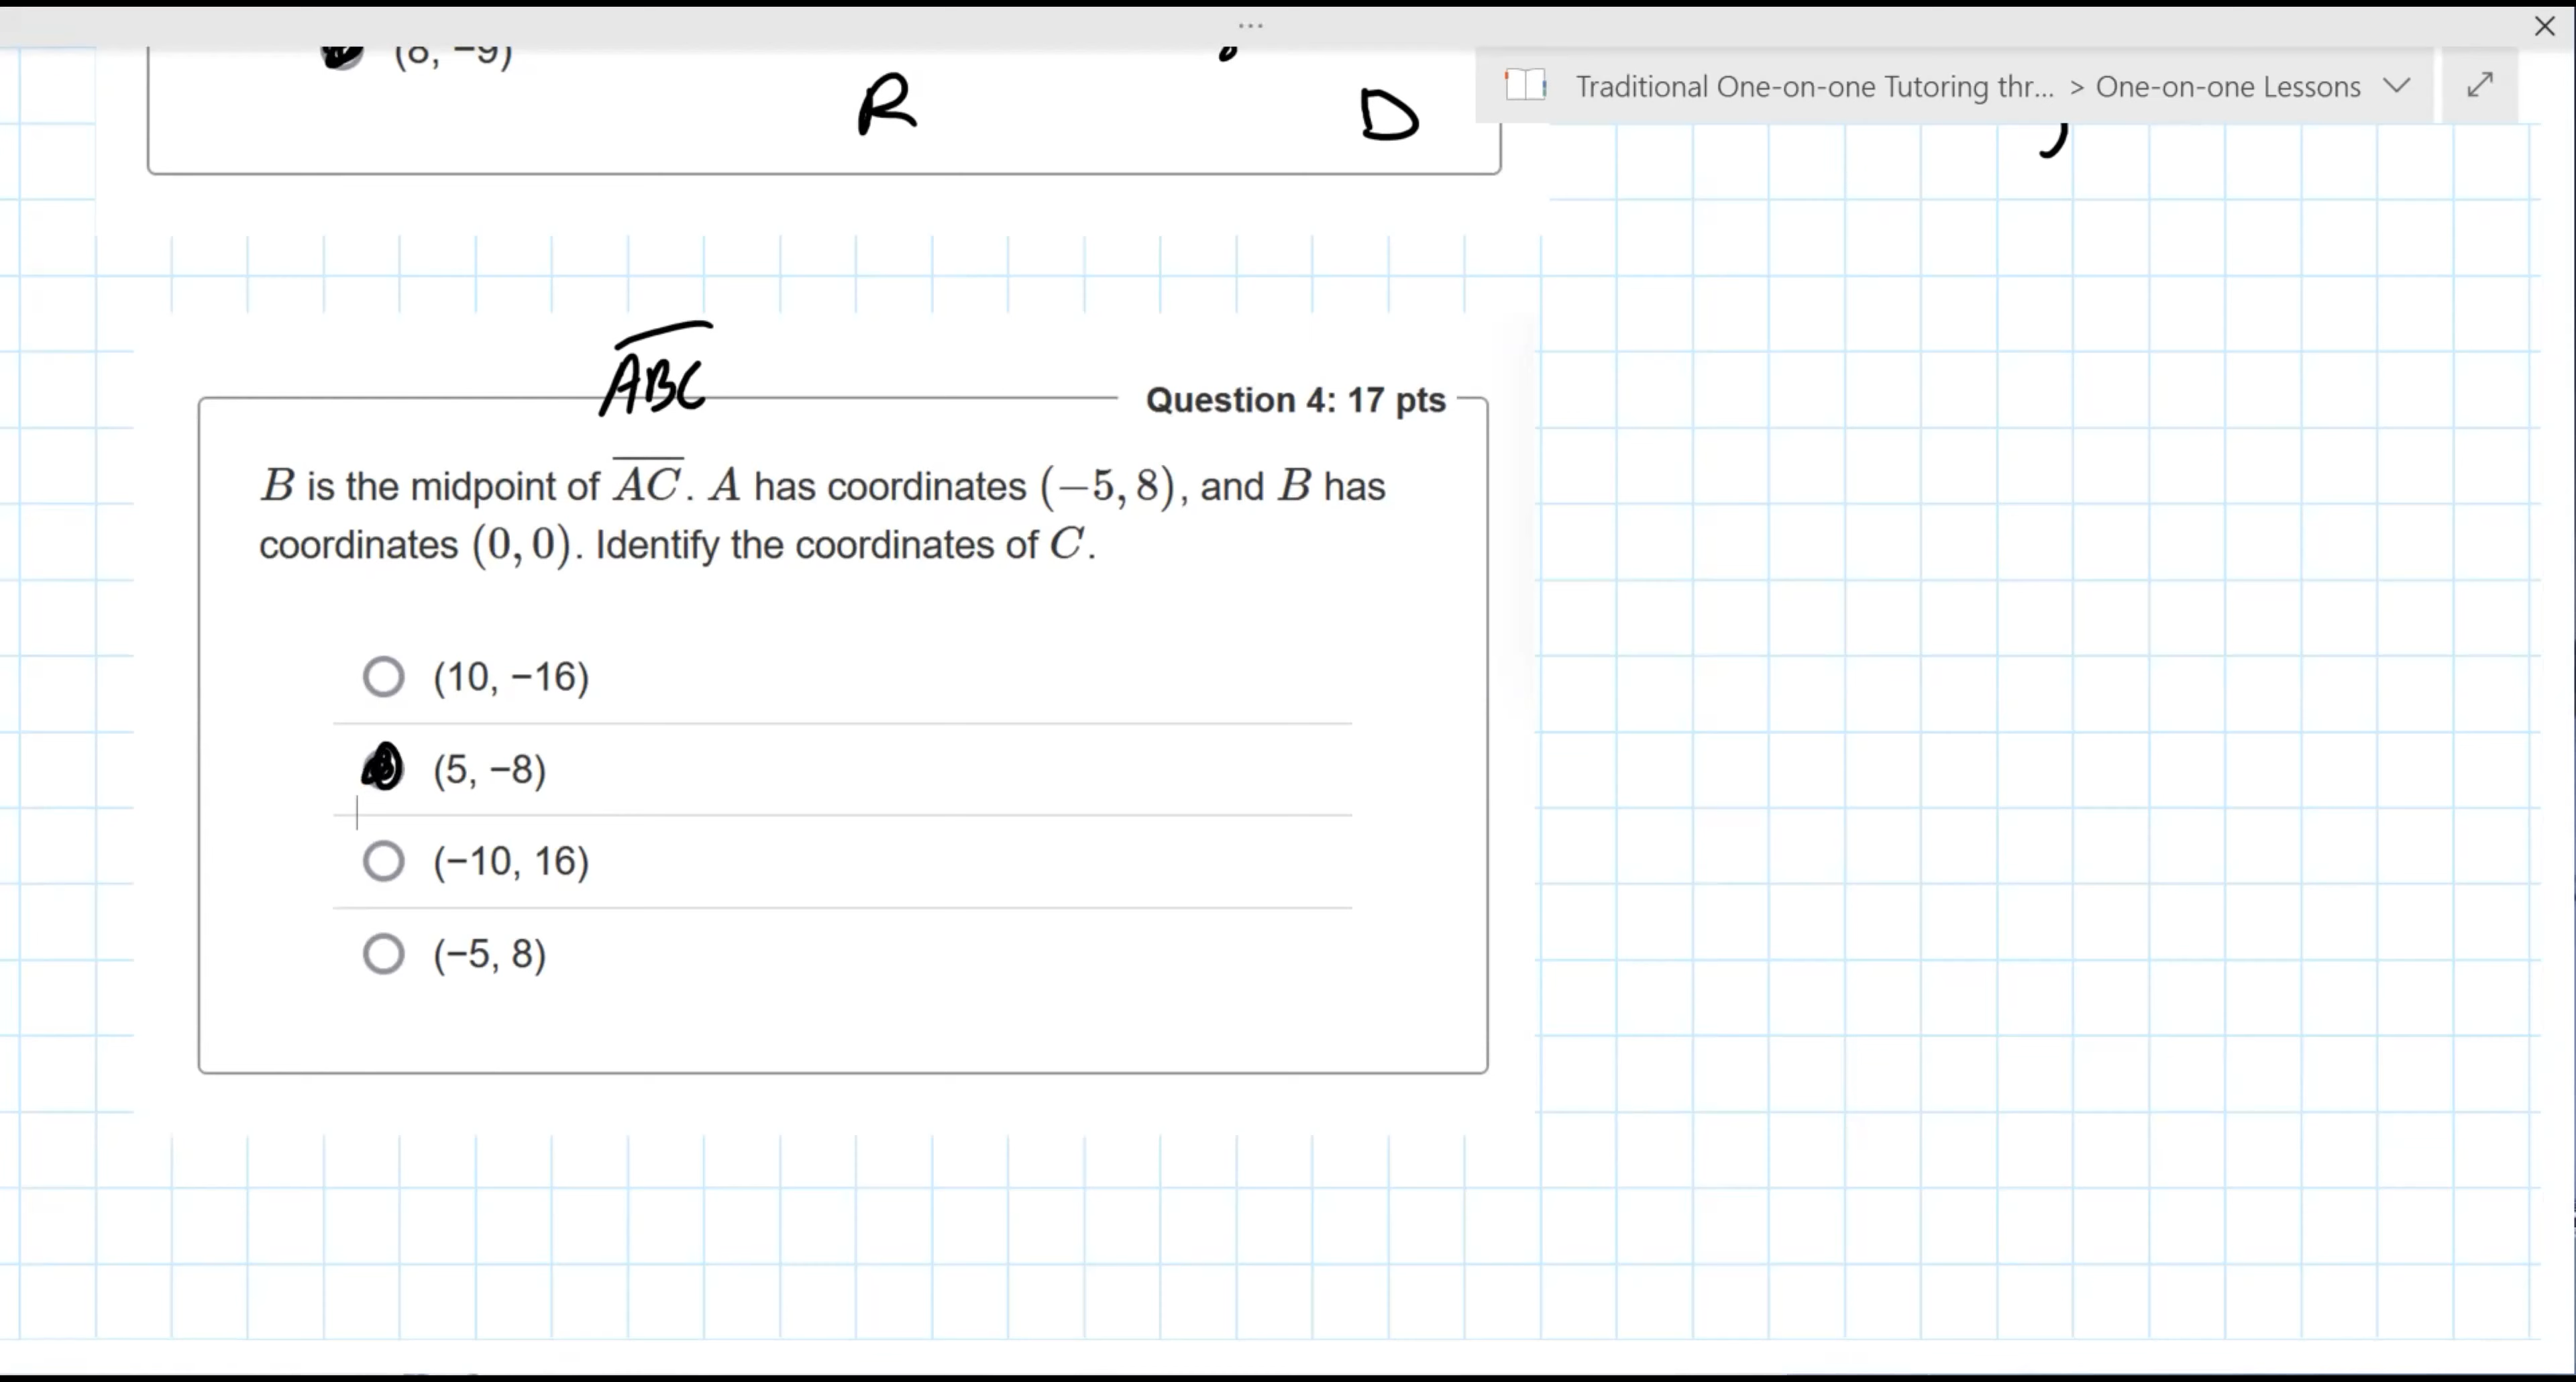 (8, −9)
R
D
Traditional One-on-one Tutoring thr... > One-on-one Lessons
ABC
Question 4: 17 pts
B is the midpoint of A̅C̅. A has coordinates (−5, 8), and B has
coordinates (0, 0). Identify the coordinates of C.
(10, −16)
(5, −8)
(−10, 16)
(−5, 8)